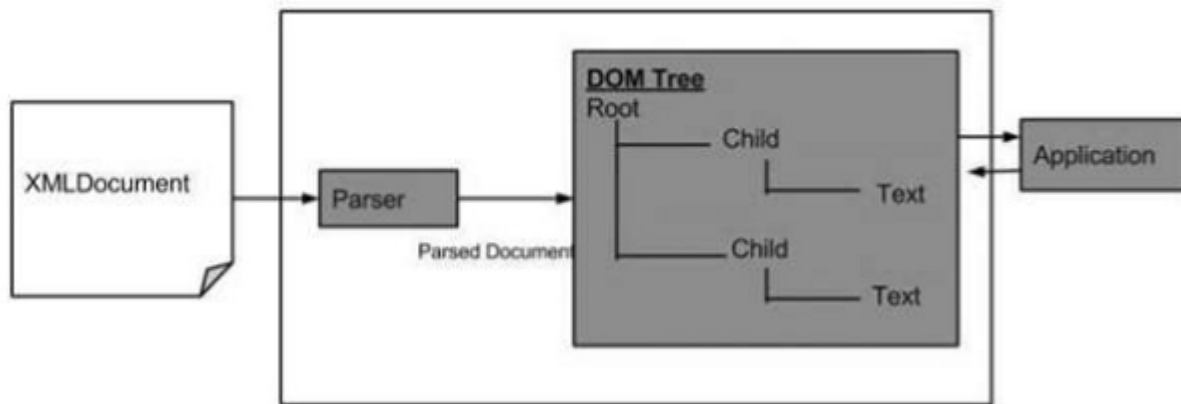 XMLDocument
Parser
Parsed Document
DOM Tree
Root
Child
Text
Child
Text
Application